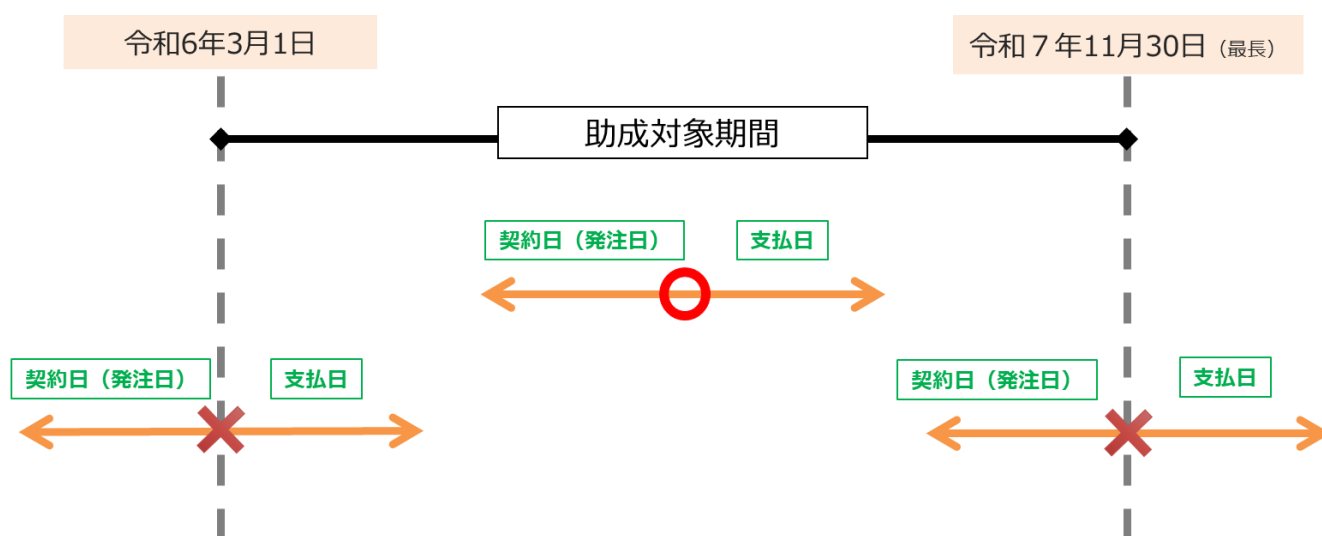 令和6年3月1日
令和７年11月30日（最長）
助成対象期間
契約日（発注日）
支払日
契約日（発注日）
支払日
契約日（発注日）
支払日